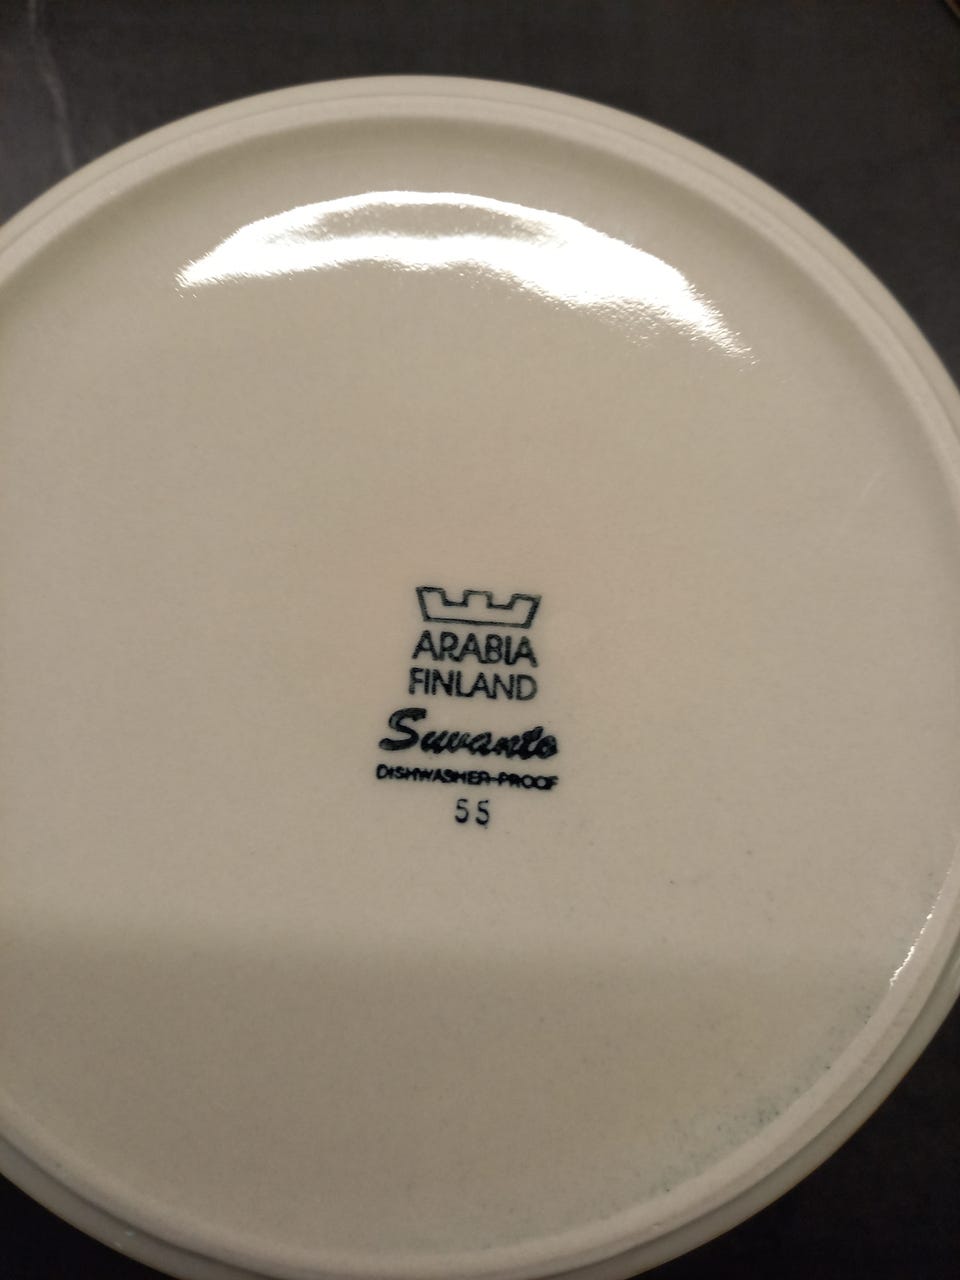 ARABIA
FINLAND
Suvanto
DISHWASHER-PROOF
55